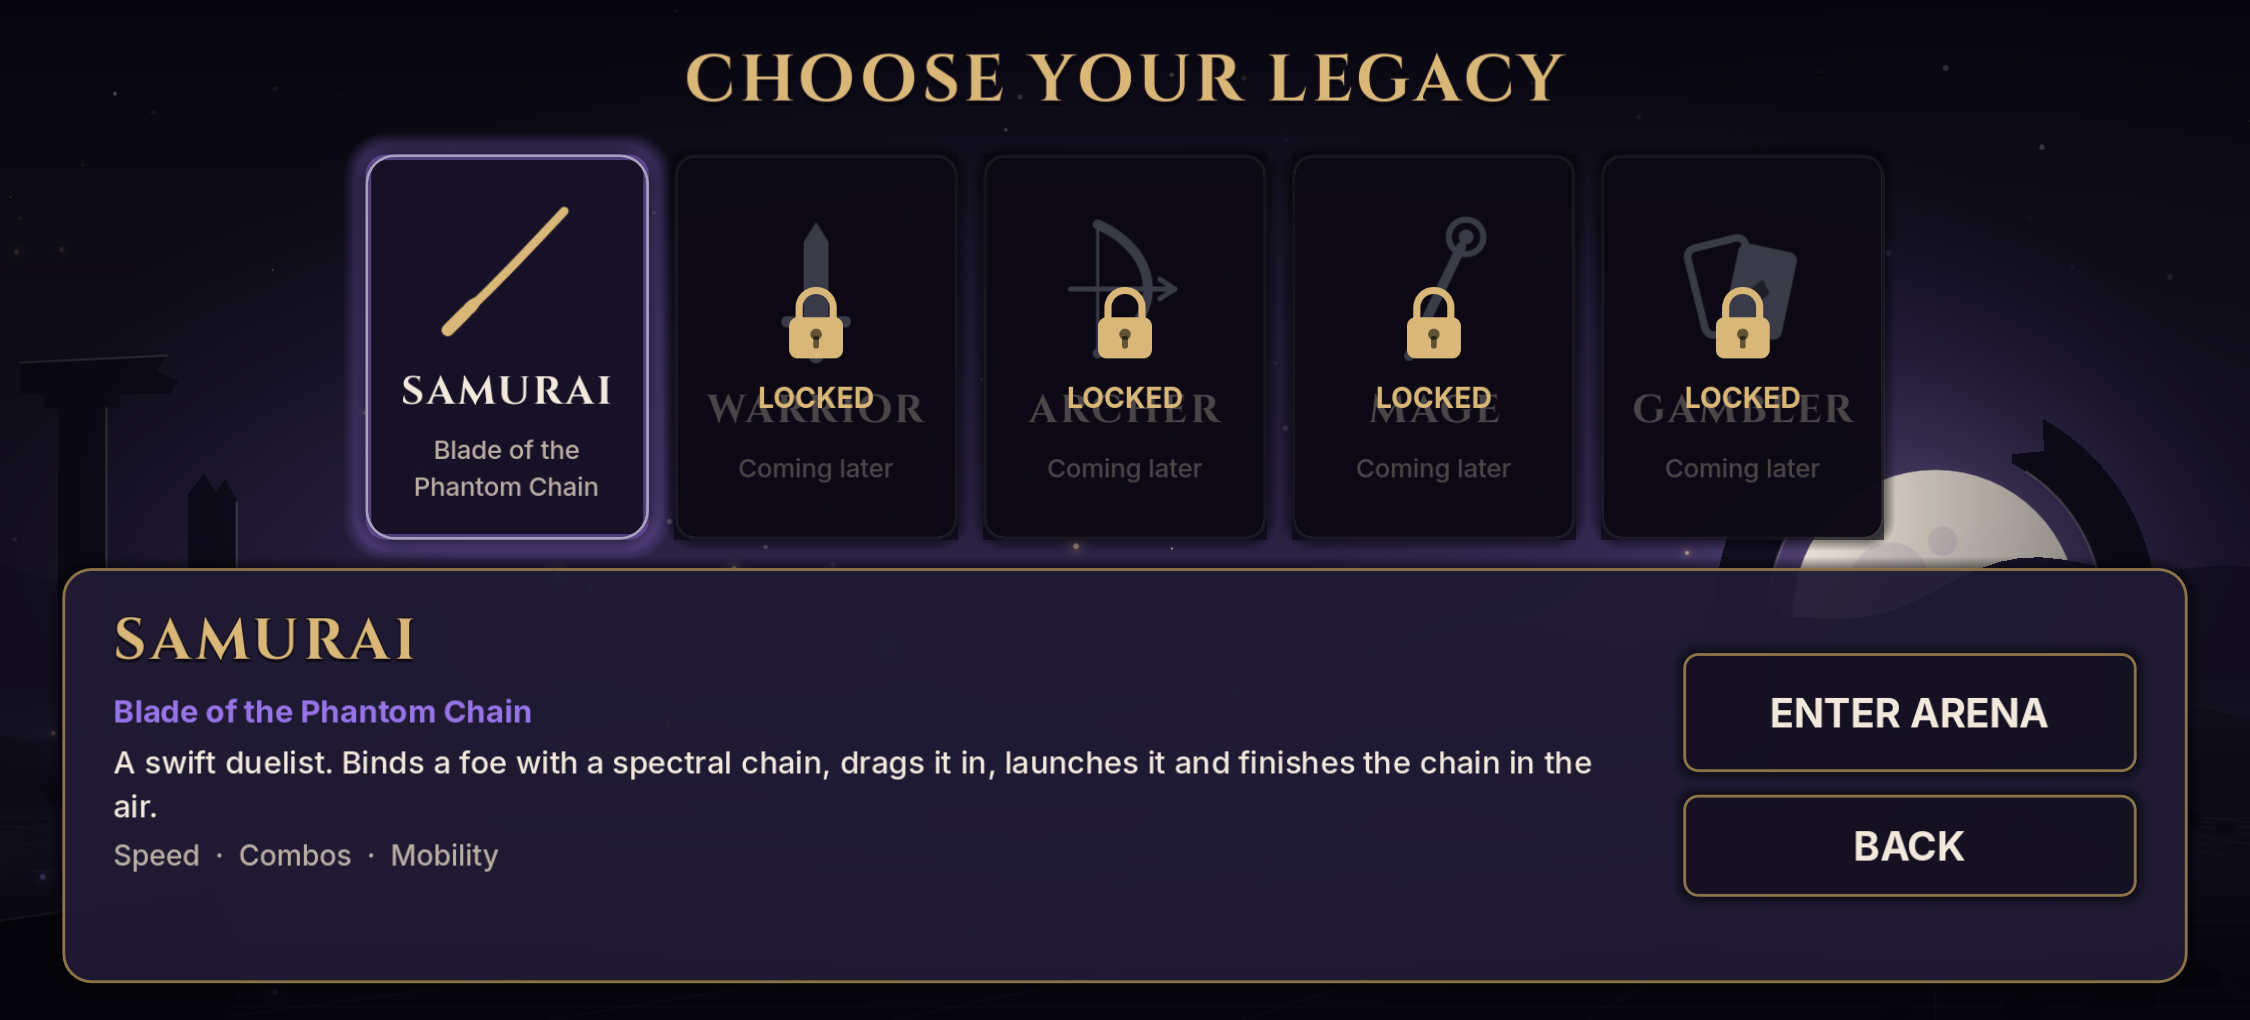 CHOOSE YOUR LEGACY
SAMURAI
Blade of the
Phantom Chain
LOCKED
WARRIOR
Coming later
LOCKED
ARCHER
Coming later
LOCKED
MAGE
Coming later
LOCKED
GAMBLER
Coming later
SAMURAI
Blade of the Phantom Chain
A swift duelist. Binds a foe with a spectral chain, drags it in, launches it and finishes the chain in the
air.
Speed · Combos · Mobility
ENTER ARENA
BACK